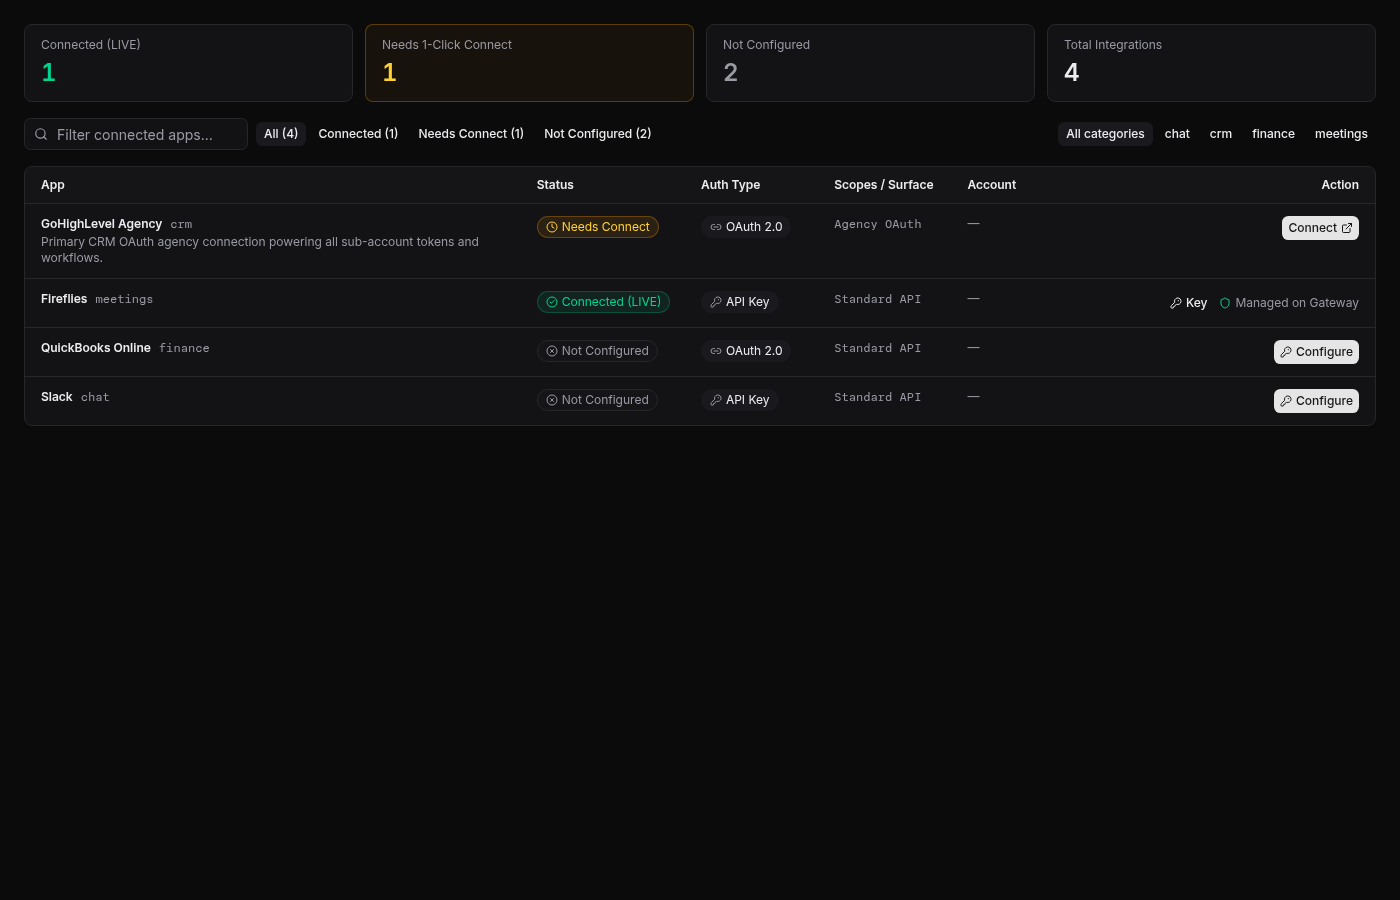 Connected (LIVE)
1
Needs 1-Click Connect
1
Not Configured
2
Total Integrations
4
Filter connected apps...
All (4)
Connected (1)
Needs Connect (1)
Not Configured (2)
All categories
chat
crm
finance
meetings
App
Status
Auth Type
Scopes / Surface
Account
Action
GoHighLevel Agency crm
Primary CRM OAuth agency connection powering all sub-account tokens and
workflows.
Needs Connect
OAuth 2.0
Agency OAuth
—
Connect
Fireflies meetings
Connected (LIVE)
API Key
Standard API
—
Key
Managed on Gateway
QuickBooks Online finance
Not Configured
OAuth 2.0
Standard API
—
Configure
Slack chat
Not Configured
API Key
Standard API
—
Configure